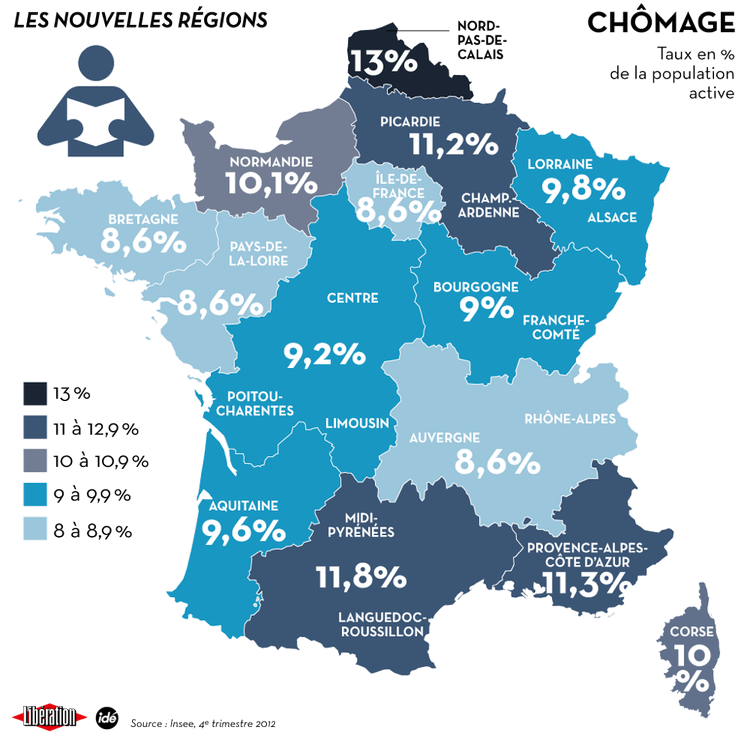 LES NOUVELLES RÉGIONS
CHÔMAGE
Taux en %
de la population
active
NORD-
PAS-DE-
CALAIS
13%
PICARDIE
11,2%
CHAMP.-
ARDENNE
NORMANDIE
10,1%
ÎLE-DE-
FRANCE
8,6%
LORRAINE
9,8%
ALSACE
BRETAGNE
8,6%
PAYS-DE-
LA-LOIRE
8,6%
CENTRE
9,2%
POITOU-
CHARENTES
LIMOUSIN
BOURGOGNE
9%
FRANCHE-
COMTÉ
AUVERGNE
RHÔNE-ALPES
8,6%
AQUITAINE
9,6%
MIDI-
PYRÉNÉES
11,8%
LANGUEDOC-
ROUSSILLON
PROVENCE-ALPES-
CÔTE D'AZUR
11,3%
CORSE
10
%
13 %
11 à 12,9 %
10 à 10,9 %
9 à 9,9 %
8 à 8,9 %
Libération
idé
Source : Insee, 4e trimestre 2012